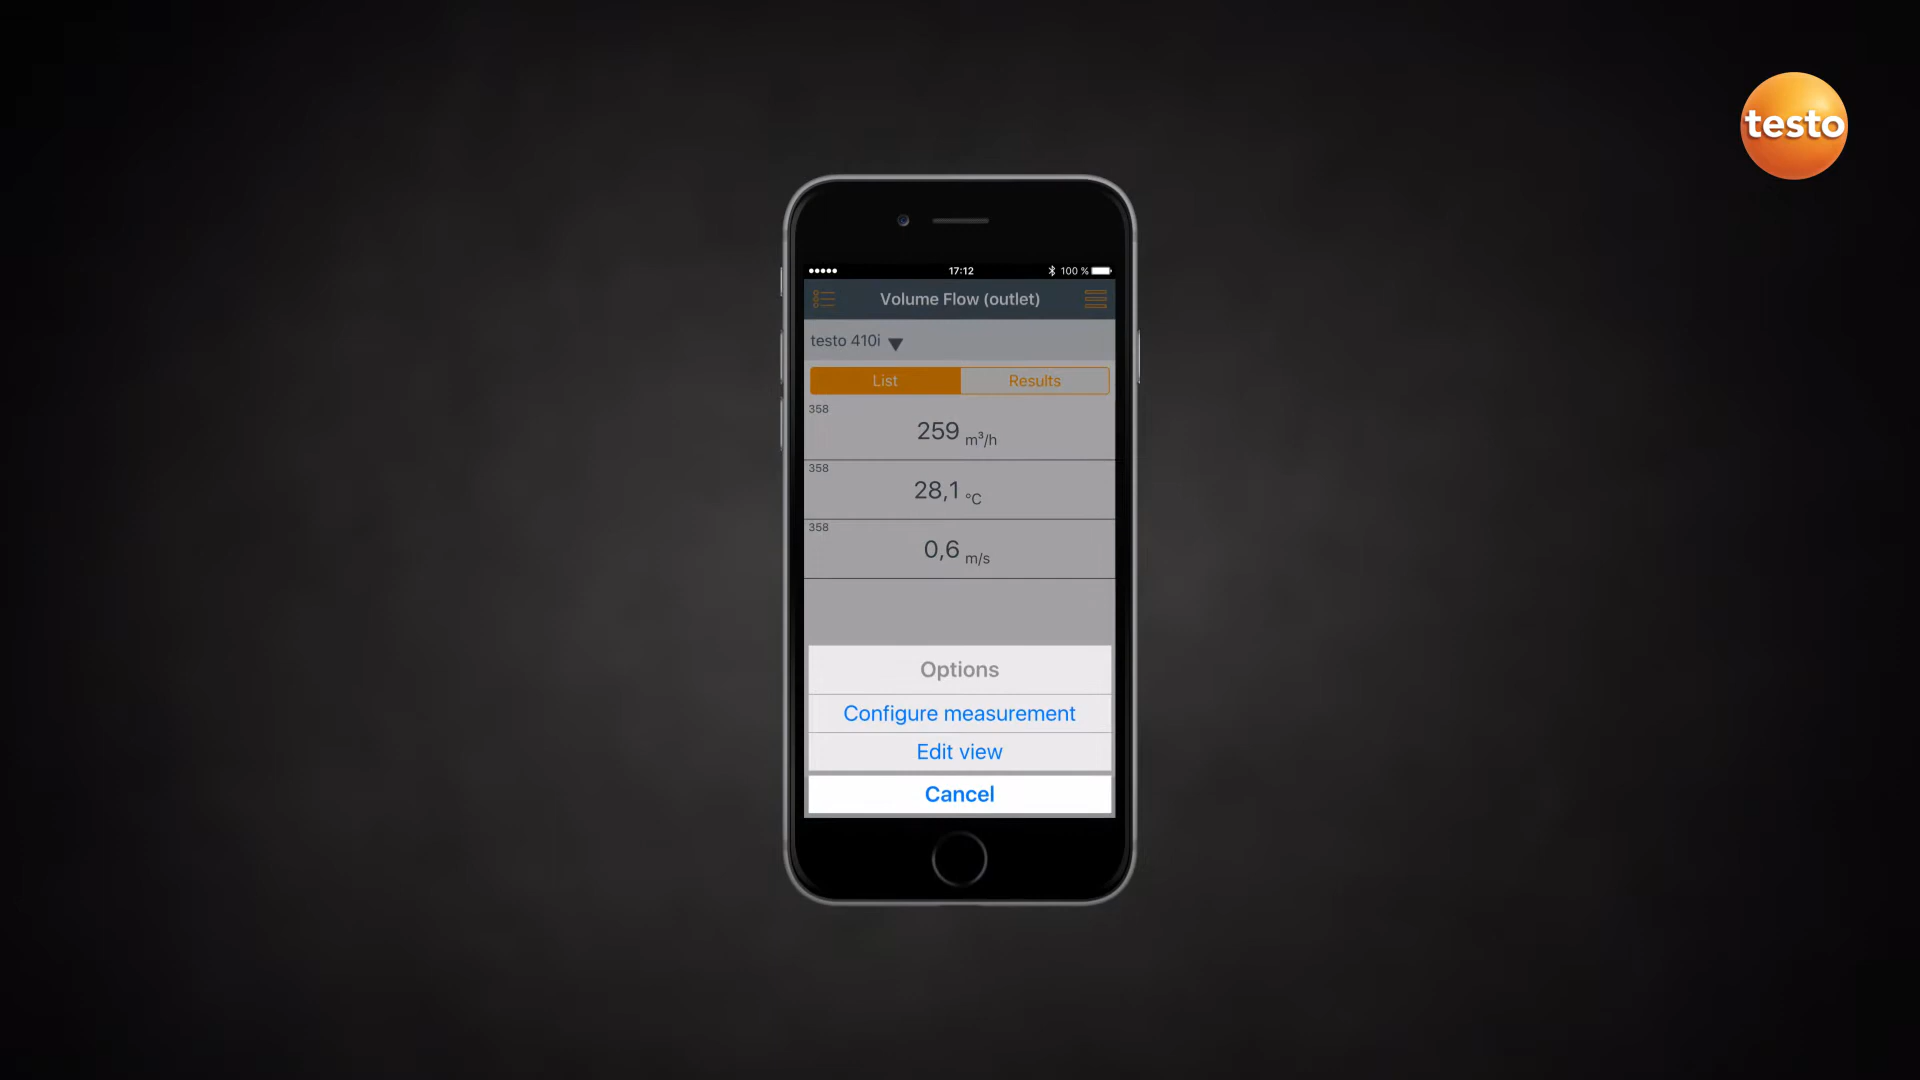 testo
17:12
100 %
Volume Flow (outlet)
testo 410i
List
Results
358
259 m³/h
358
28,1 °C
358
0,6 m/s
Options
Configure measurement
Edit view
Cancel